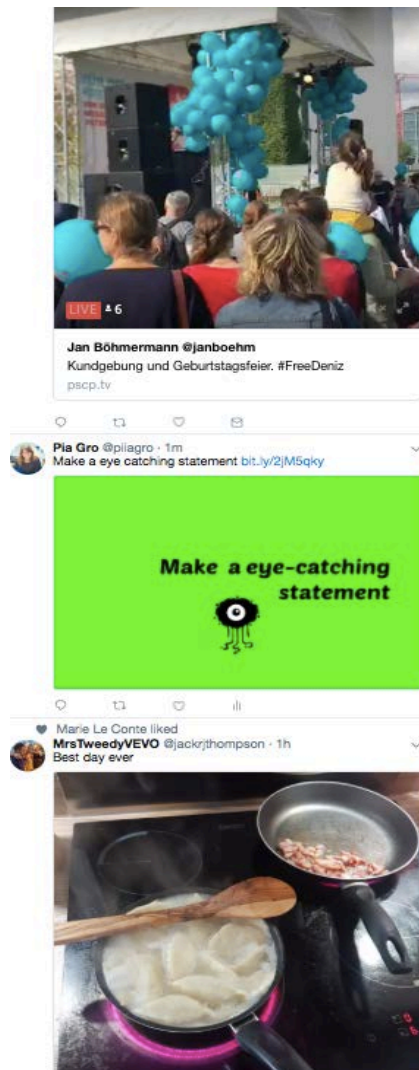 LIVE 6
Jan Böhmermann @janboehm
Kundgebung und Geburtstagsfeier. #FreeDeniz
pscp.tv
Pia Gro @piiagro · 1m
Make a eye catching statement bit.ly/2jM5qky
Make a eye-catching
statement
Marie Le Conte liked
MrsTweedyVEVO @jackrjthompson · 1h
Best day ever